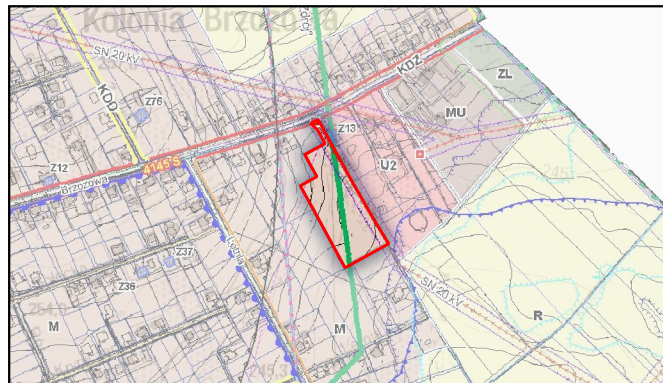 Kolonia Brzozowa
SN 20 kV
KDZ
ZL
KDD
Z76
Z13
MU
U2
Z12
4145 S
Brzozowa
Leśna
Z37
SN 20 kV
Z36
R
M
M